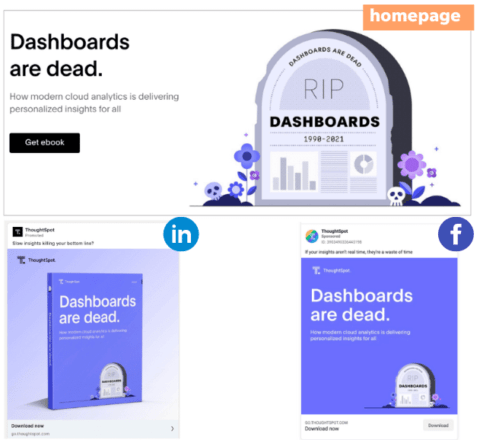 homepage
Dashboards
are dead.
How modern cloud analytics is delivering
personalized insights for all
Get ebook
DASHBOARDS ARE DEAD
RIP
DASHBOARDS
1990-2021
in
f
ThoughtSpot
Slow insights killing your bottom line?
ThoughtSpot
Dashboards
are dead.
How modern cloud analytics is delivering
personalized insights for all
RIP
DASHBOARDS
Download now
go.thoughtspot.com
ThoughtSpot
Sponsored
If your insights aren't real time, they're a waste of time
ThoughtSpot
Dashboards
are dead.
How modern cloud analytics is delivering
personalized insights for all
RIP
DASHBOARDS
GO.THOUGHTSPOT.COM
Download now
Download